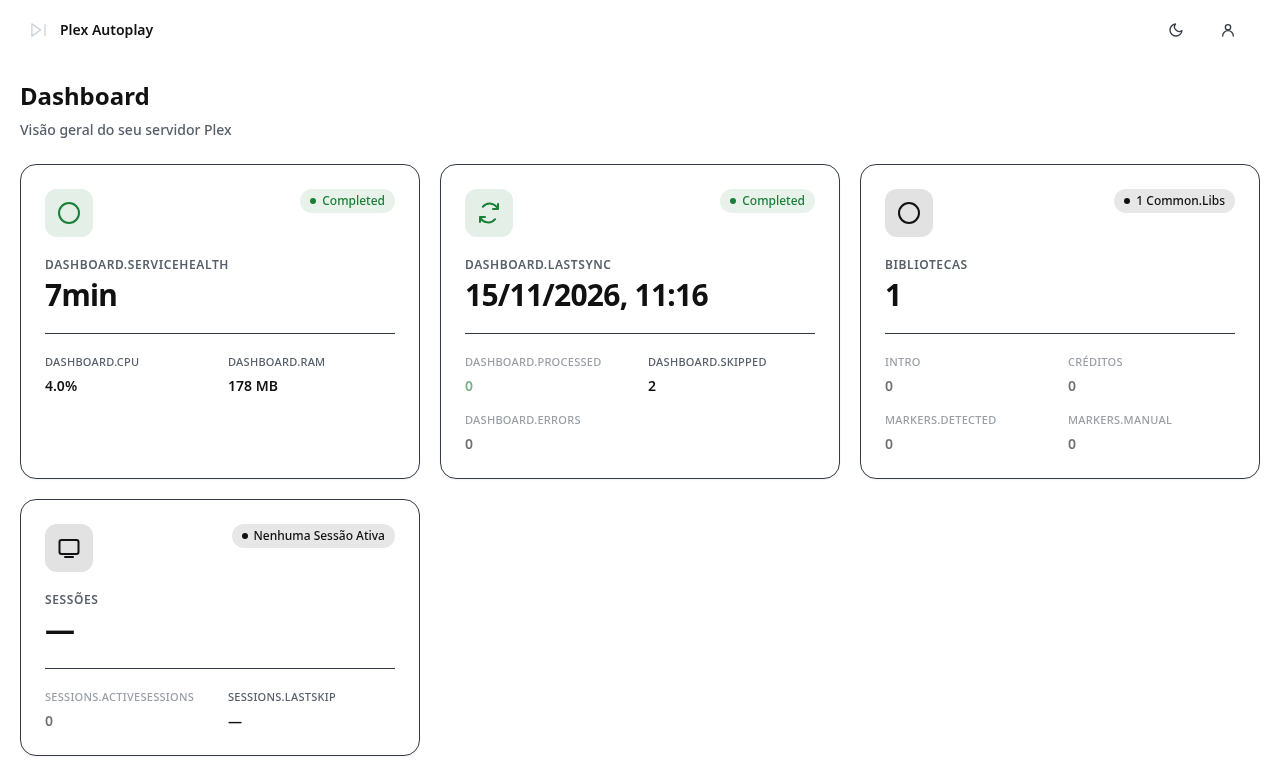 Plex Autoplay
Dashboard
Visão geral do seu servidor Plex
Completed
DASHBOARD.SERVICEHEALTH
7min
DASHBOARD.CPU
DASHBOARD.RAM
4.0%
178 MB
Completed
DASHBOARD.LASTSYNC
15/11/2026, 11:16
DASHBOARD.PROCESSED
DASHBOARD.SKIPPED
0
2
DASHBOARD.ERRORS
0
1 Common.Libs
BIBLIOTECAS
1
INTRO
CRÉDITOS
0
0
MARKERS.DETECTED
MARKERS.MANUAL
0
0
Nenhuma Sessão Ativa
SESSÕES
—
SESSIONS.ACTIVESESSIONS
SESSIONS.LASTSKIP
0
—